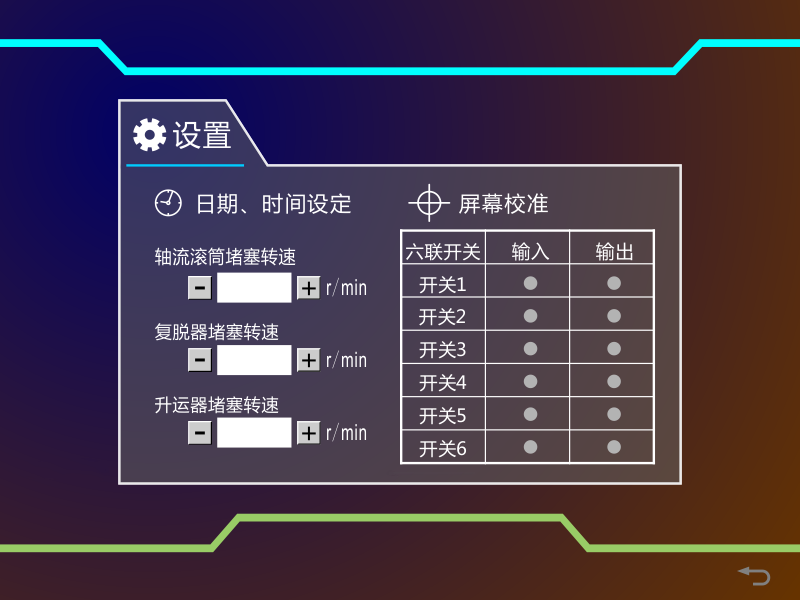 设置
日期、时间设定
屏幕校准
轴流滚筒堵塞转速
- + r/min
复脱器堵塞转速
- + r/min
升运器堵塞转速
- + r/min
六联开关 输入 输出
开关1
开关2
开关3
开关4
开关5
开关6